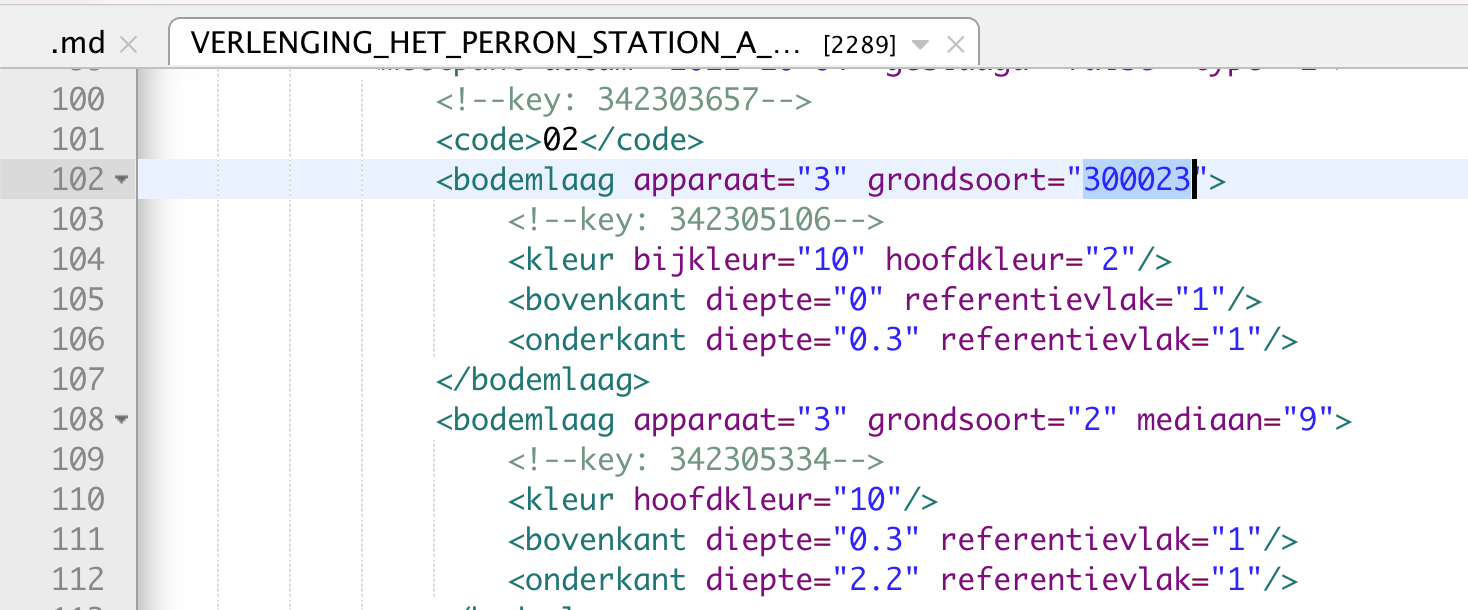 .md × VERLENGING_HET_PERRON_STATION_A_... [2289] ×
100 <!--key: 342303657-->
101 <code>02</code>
102 <bodemlaag apparaat="3" grondsoort="300023">
103 <!--key: 342305106-->
104 <kleur bijkleur="10" hoofdkleur="2"/>
105 <bovenkant diepte="0" referentievlak="1"/>
106 <onderkant diepte="0.3" referentievlak="1"/>
107 </bodemlaag>
108 <bodemlaag apparaat="3" grondsoort="2" mediaan="9">
109 <!--key: 342305334-->
110 <kleur hoofdkleur="10"/>
111 <bovenkant diepte="0.3" referentievlak="1"/>
112 <onderkant diepte="2.2" referentievlak="1"/>